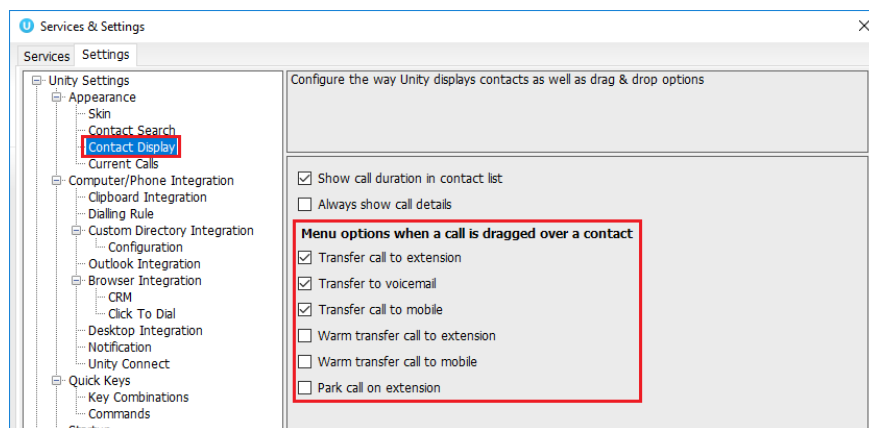 Services & Settings
Services Settings
Unity Settings
Appearance
Skin
Contact Search
Contact Display
Current Calls
Computer/Phone Integration
Clipboard Integration
Dialling Rule
Custom Directory Integration
Configuration
Outlook Integration
Browser Integration
CRM
Click To Dial
Desktop Integration
Notification
Unity Connect
Quick Keys
Key Combinations
Commands
Configure the way Unity displays contacts as well as drag & drop options
Show call duration in contact list
Always show call details
Menu options when a call is dragged over a contact
Transfer call to extension
Transfer to voicemail
Transfer call to mobile
Warm transfer call to extension
Warm transfer call to mobile
Park call on extension